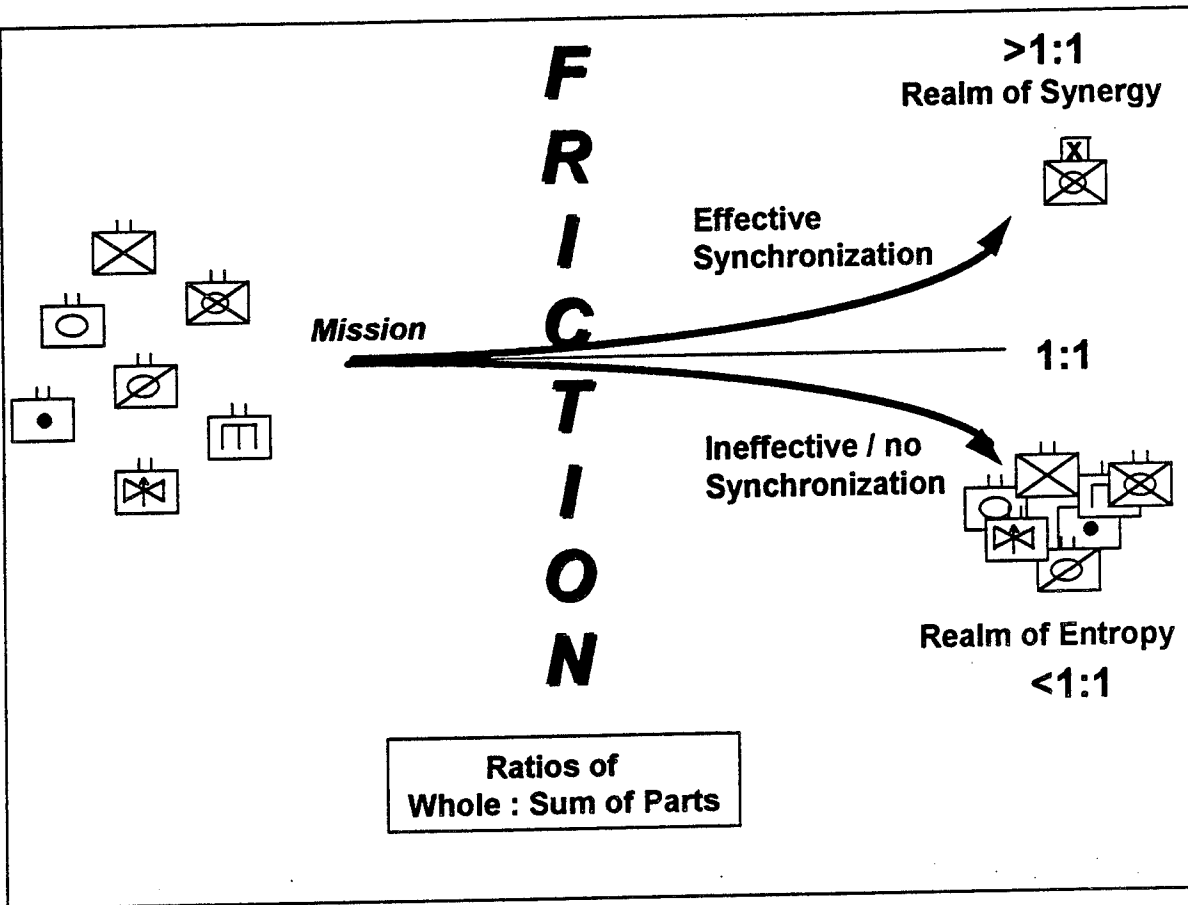 >1:1
Realm of Synergy
X
FRICTION
Effective
Synchronization
Mission
1:1
Ineffective / no
Synchronization
Realm of Entropy
<1:1
Ratios of
Whole : Sum of Parts